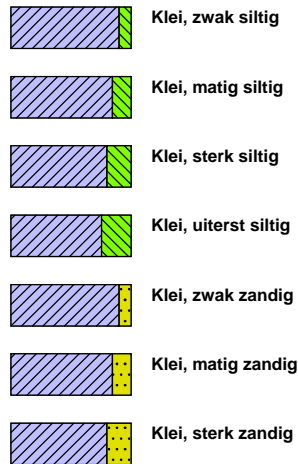 Klei, zwak siltig
Klei, matig siltig
Klei, sterk siltig
Klei, uiterst siltig
Klei, zwak zandig
Klei, matig zandig
Klei, sterk zandig